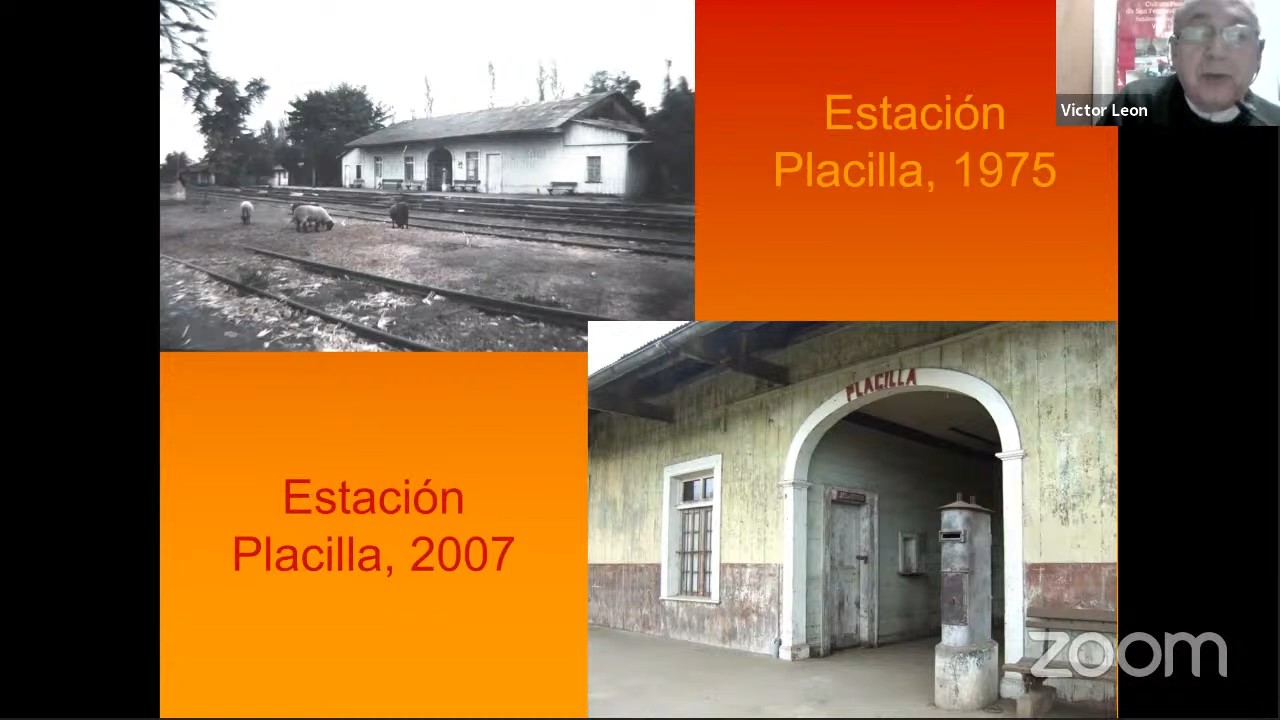 Estación
Placilla, 1975
Victor Leon
PLACILLA
Estación
Placilla, 2007
zoom